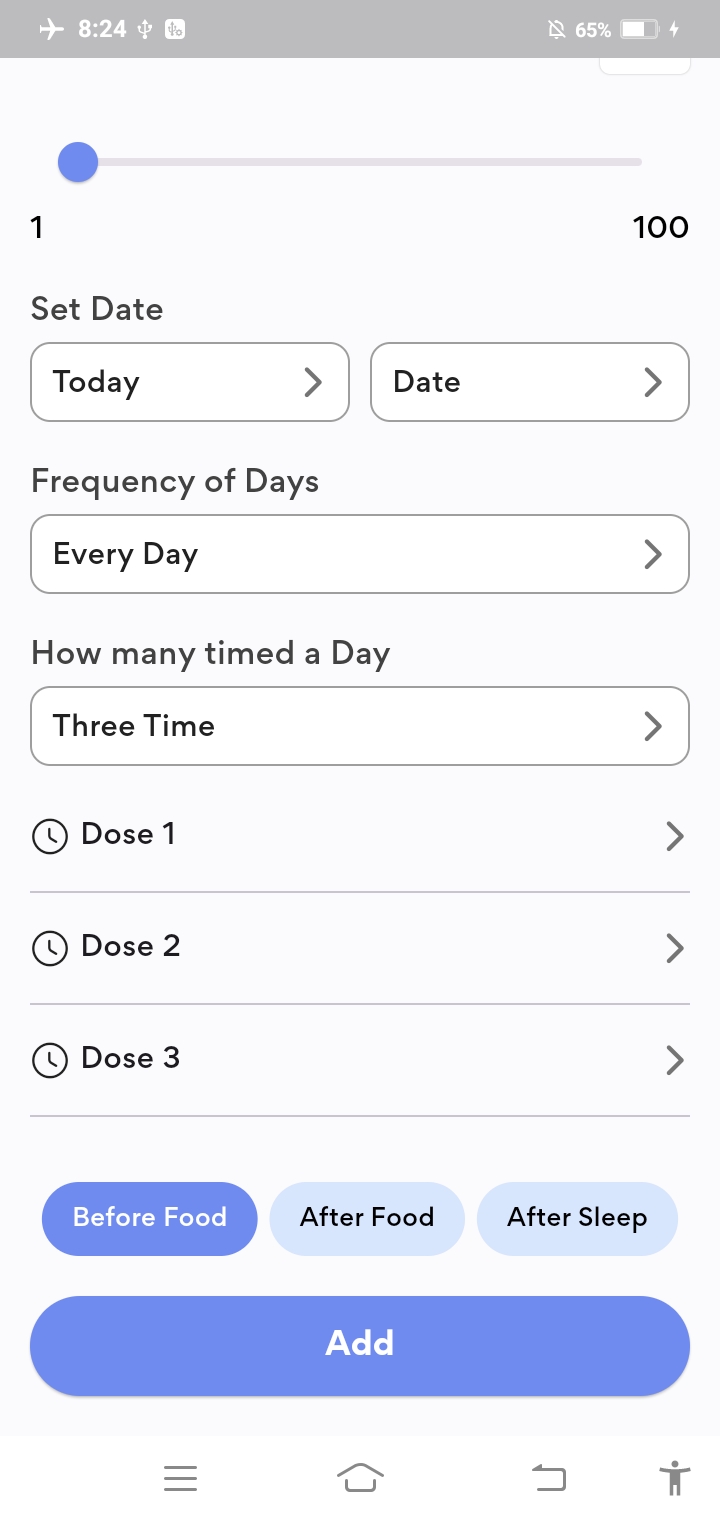 8:24 65%
1 100
Set Date
Today Date
Frequency of Days
Every Day
How many timed a Day
Three Time
Dose 1
Dose 2
Dose 3
Before Food After Food After Sleep
Add